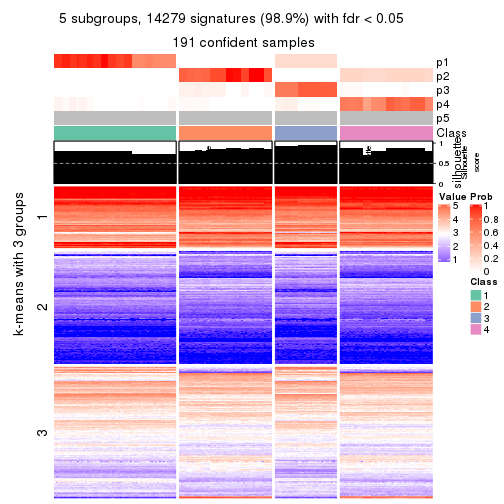 5 subgroups, 14279 signatures (98.9%) with fdr < 0.05
191 confident samples
p1
p2
p3
p4
p5
Class
1
0.5
0
silhouette
Silhouette
score
k-means with 3 groups
1
2
3
Value
5
4
3
2
1
Prob
1
0.8
0.6
0.4
0.2
0
Class
1
2
3
4